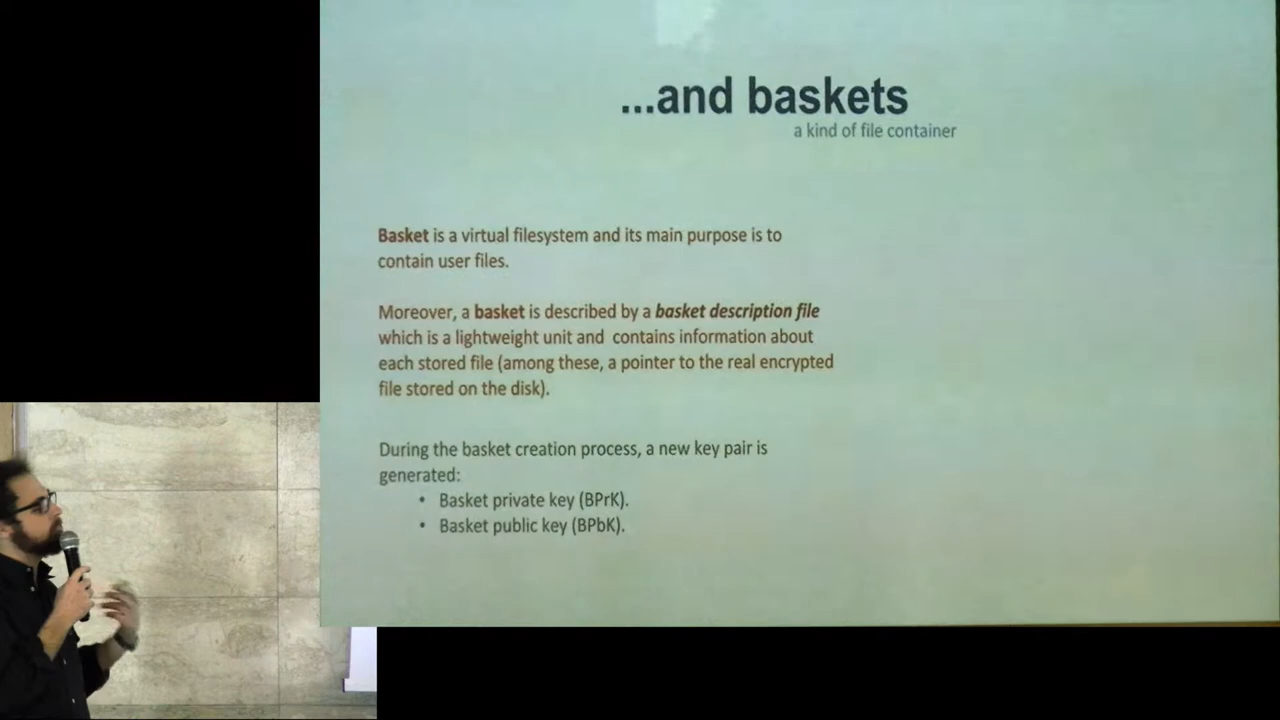 ...and baskets
a kind of file container
Basket is a virtual filesystem and its main purpose is to
contain user files.
Moreover, a basket is described by a basket description file
which is a lightweight unit and contains information about
each stored file (among these, a pointer to the real encrypted
file stored on the disk).
During the basket creation process, a new key pair is
generated:
• Basket private key (BPrK).
• Basket public key (BPbK).